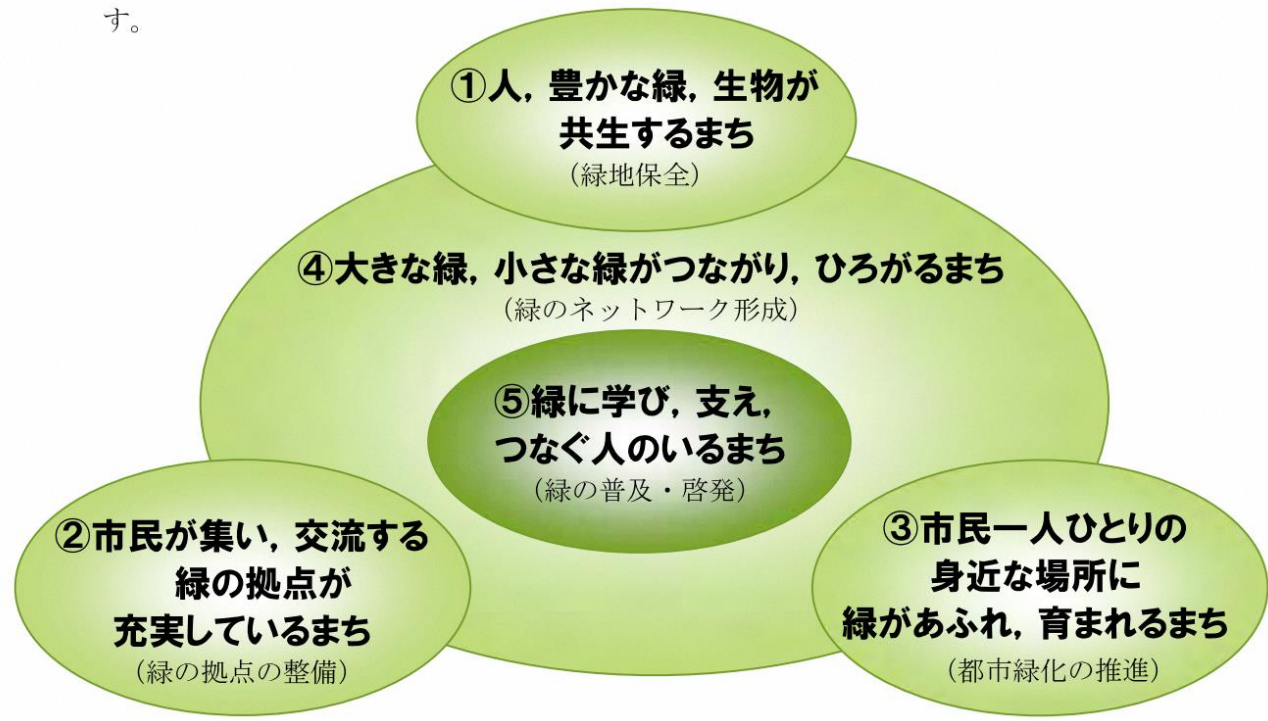 す。
①人，豊かな緑，生物が
共生するまち
（緑地保全）
④大きな緑，小さな緑がつながり，ひろがるまち
（緑のネットワーク形成）
⑤緑に学び，支え，
つなぐ人のいるまち
（緑の普及・啓発）
②市民が集い，交流する
緑の拠点が
充実しているまち
（緑の拠点の整備）
③市民一人ひとりの
身近な場所に
緑があふれ，育まれるまち
（都市緑化の推進）